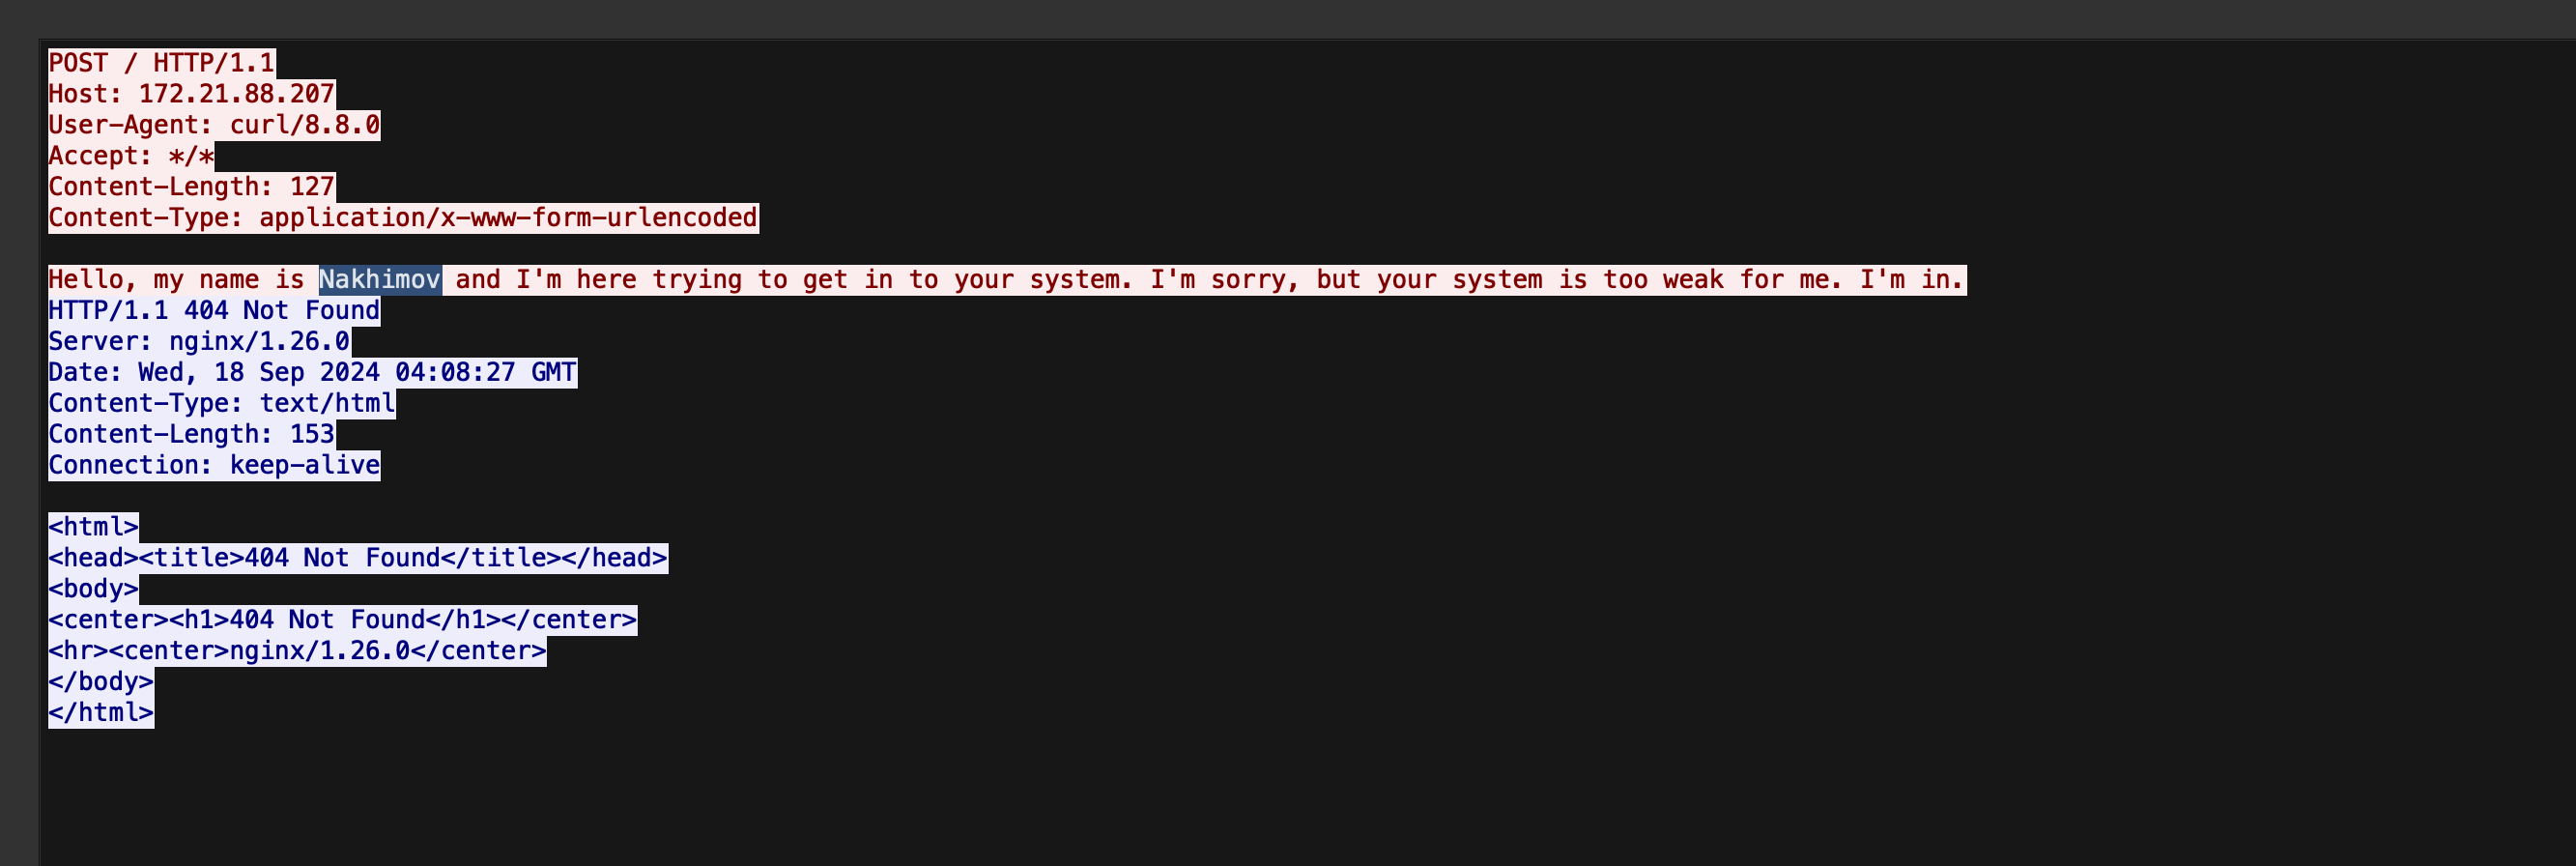 POST / HTTP/1.1
Host: 172.21.88.207
User-Agent: curl/8.8.0
Accept: */*
Content-Length: 127
Content-Type: application/x-www-form-urlencoded
Hello, my name is Nakhimov and I'm here trying to get in to your system. I'm sorry, but your system is too weak for me. I'm in.
HTTP/1.1 404 Not Found
Server: nginx/1.26.0
Date: Wed, 18 Sep 2024 04:08:27 GMT
Content-Type: text/html
Content-Length: 153
Connection: keep-alive
<html>
<head><title>404 Not Found</title></head>
<body>
<center><h1>404 Not Found</h1></center>
<hr><center>nginx/1.26.0</center>
</body>
</html>